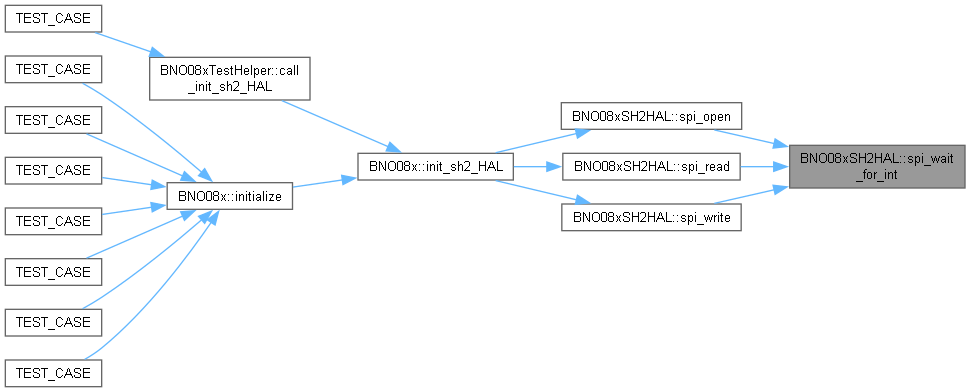 TEST_CASE
TEST_CASE
TEST_CASE
TEST_CASE
TEST_CASE
TEST_CASE
TEST_CASE
TEST_CASE
BNO08xTestHelper::call
_init_sh2_HAL
BNO08x::initialize
BNO08x::init_sh2_HAL
BNO08xSH2HAL::spi_open
BNO08xSH2HAL::spi_read
BNO08xSH2HAL::spi_write
BNO08xSH2HAL::spi_wait
_for_int